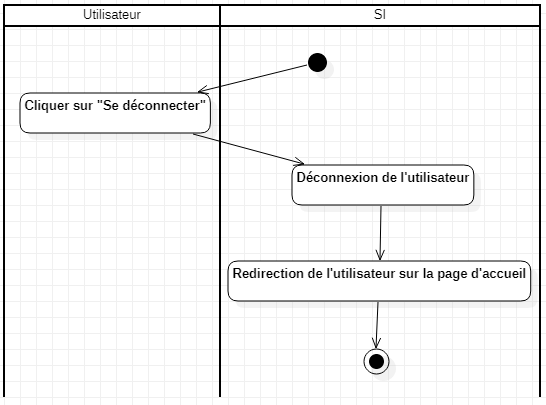 Utilisateur
SI
Cliquer sur "Se déconnecter"
Déconnexion de l'utilisateur
Redirection de l'utilisateur sur la page d'accueil